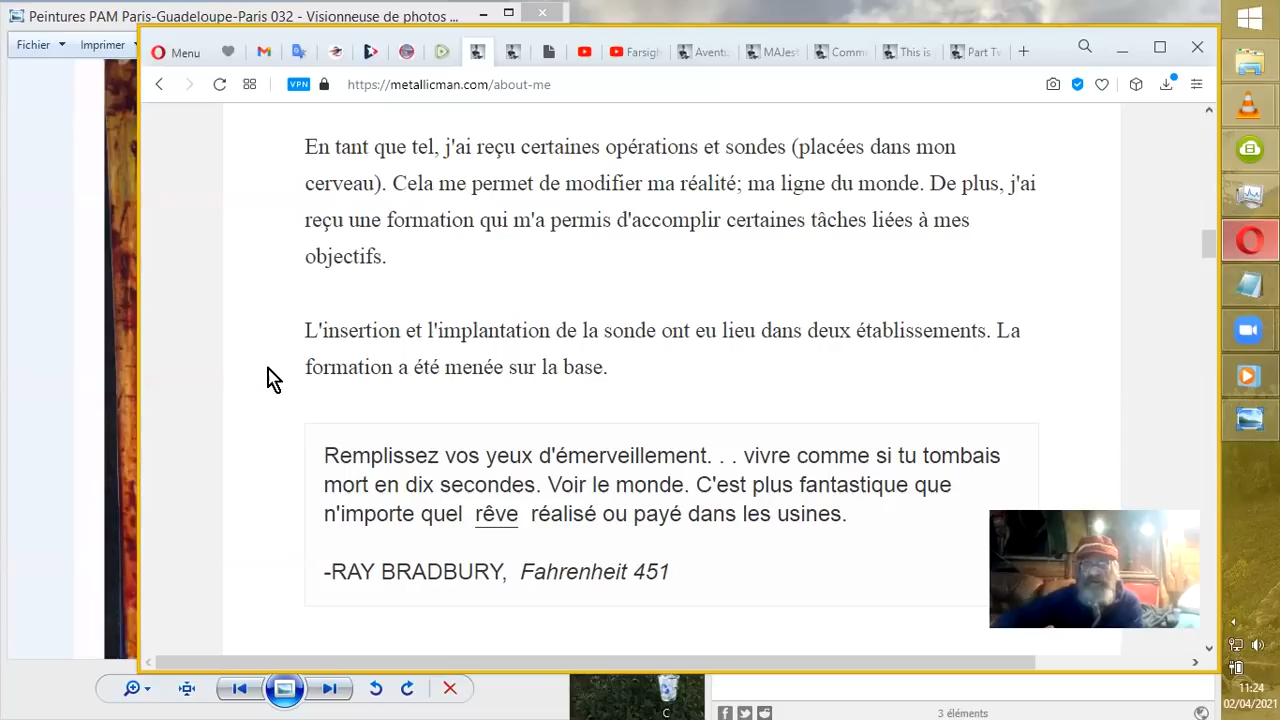 Peintures PAM Paris-Guadeloupe-Paris 032 - Visionneuse de photos ...
Fichier
Imprimer
Menu
Farsigh
Aventu
MAJest
Comm
This is
Part Tv
VPN
https://metallicman.com/about-me
En tant que tel, j'ai reçu certaines opérations et sondes (placées dans mon
cerveau). Cela me permet de modifier ma réalité; ma ligne du monde. De plus, j'ai
reçu une formation qui m'a permis d'accomplir certaines tâches liées à mes
objectifs.
L'insertion et l'implantation de la sonde ont eu lieu dans deux établissements. La
formation a été menée sur la base.
Remplissez vos yeux d'émerveillement. . . vivre comme si tu tombais
mort en dix secondes. Voir le monde. C'est plus fantastique que
n'importe quel rêve réalisé ou payé dans les usines.
-RAY BRADBURY, Fahrenheit 451
C
3 éléments
11:24
02/04/2021